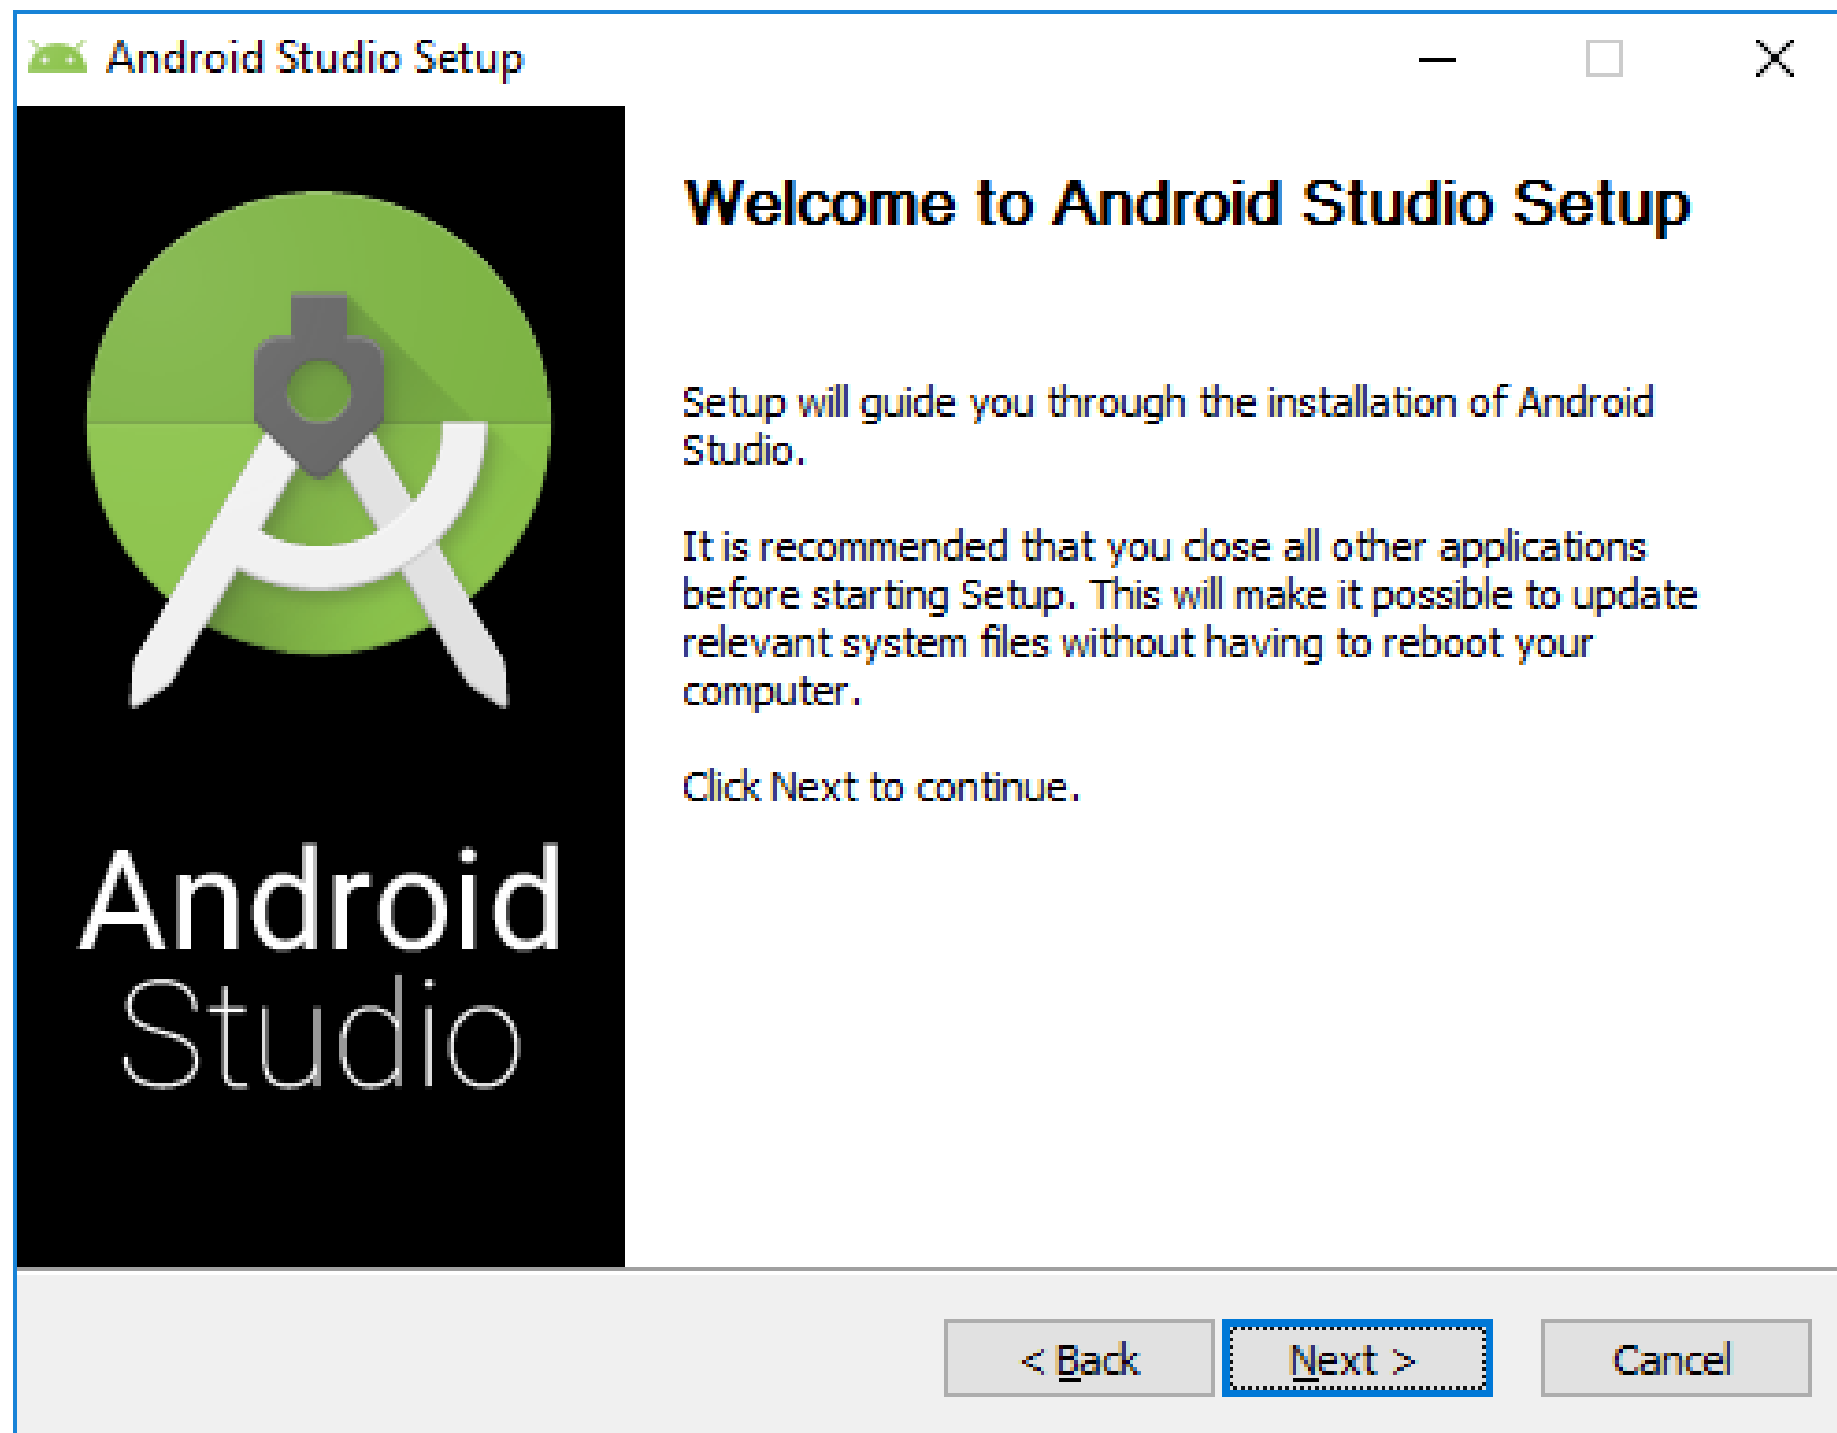 Android Studio Setup
Welcome to Android Studio Setup
Setup will guide you through the installation of Android
Studio.
It is recommended that you close all other applications
before starting Setup. This will make it possible to update
relevant system files without having to reboot your
computer.
Click Next to continue.
Android
Studio
< Back
Next >
Cancel